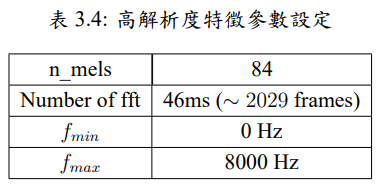 表 3.4: 高解析度特徵參數設定
n_mels 84
Number of fft 46ms (∼ 2029 frames)
f_min 0 Hz
f_max 8000 Hz